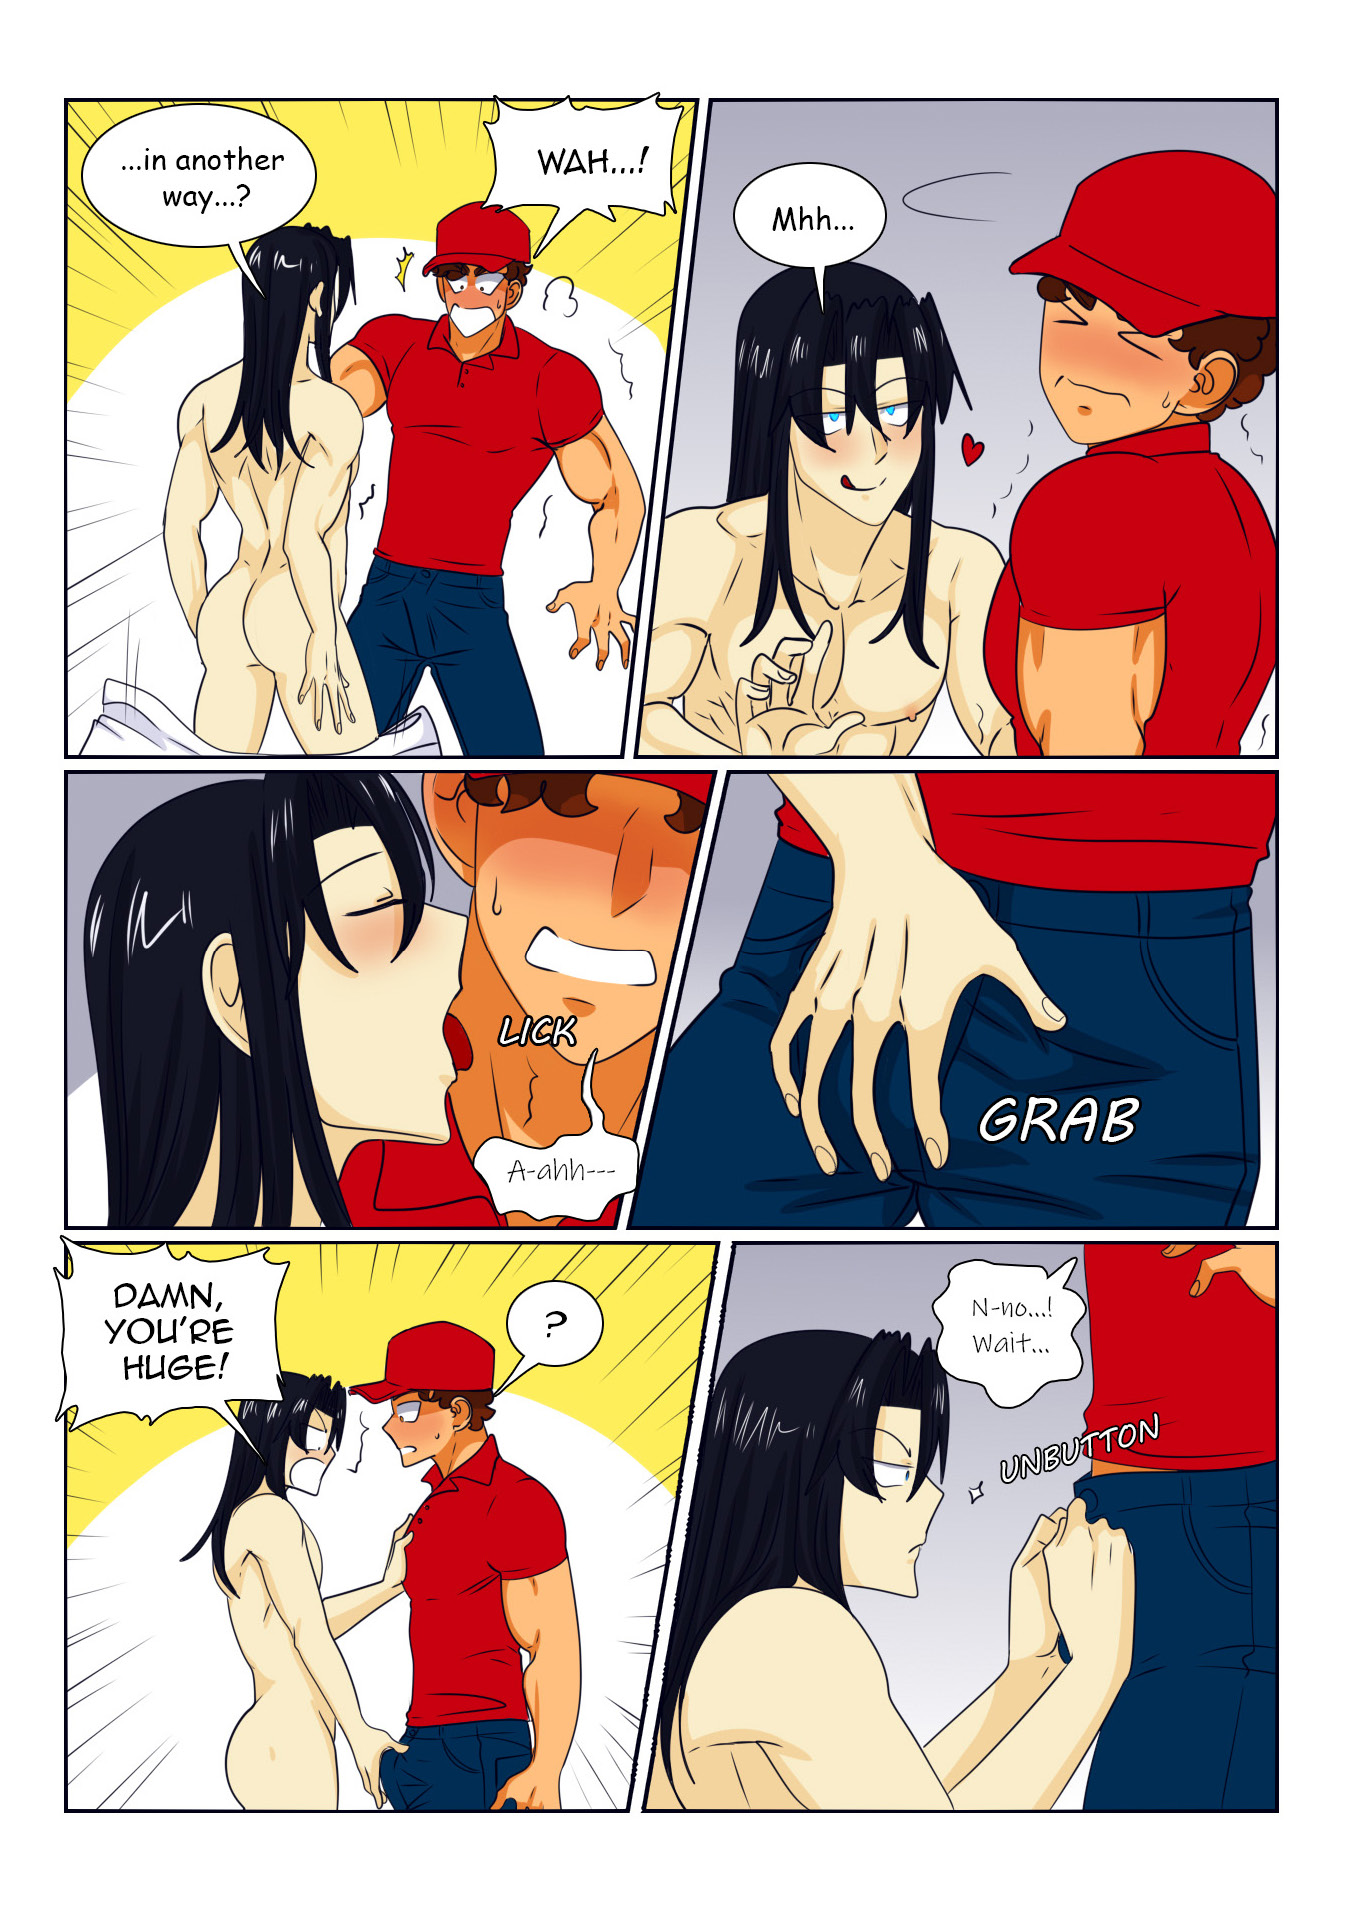 ...in another
way...?
WAH...!
Mhh...
LICK
A-ahh---
GRAB
DAMN,
YOU'RE
HUGE!
?
N-no...!
Wait...
UNBUTTON